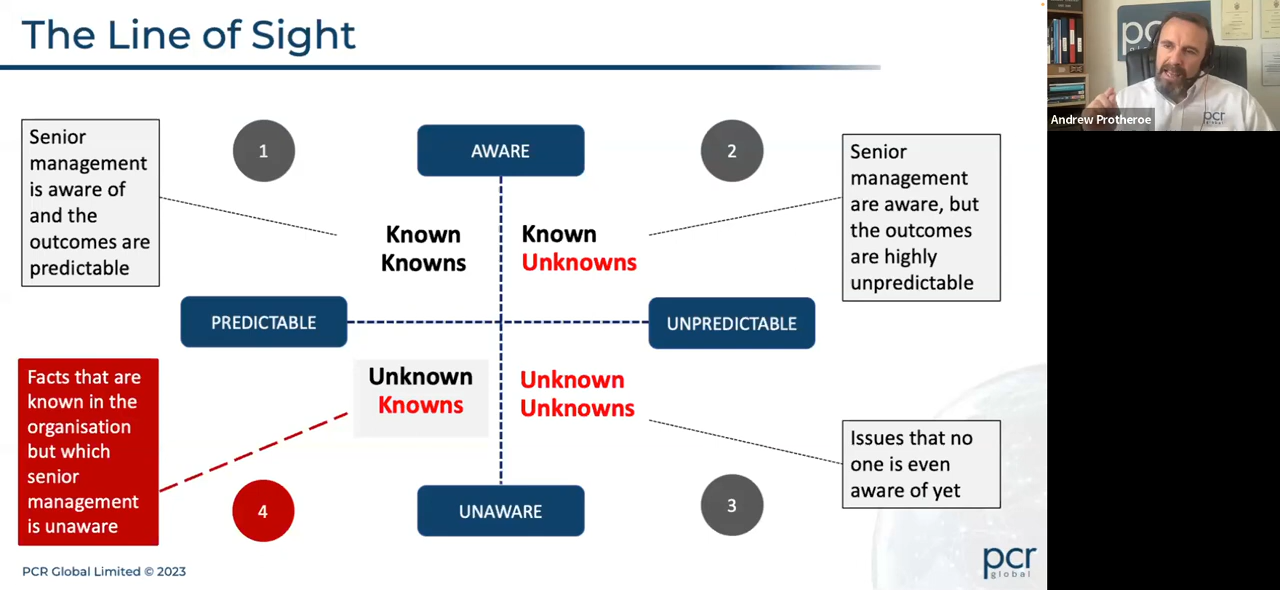 The Line of Sight
Senior
management
is aware of
and the
outcomes are
predictable
1
AWARE
2
Senior
management
are aware, but
the outcomes
are highly
unpredictable
Known
Knowns
Known
Unknowns
PREDICTABLE
UNPREDICTABLE
Facts that are
known in the
organisation
but which
senior
management
is unaware
Unknown
Knowns
Unknown
Unknowns
Issues that no
one is even
aware of yet
4
UNAWARE
3
PCR Global Limited © 2023
pcr
global
pc
Andrew Protheroe
pcr
global